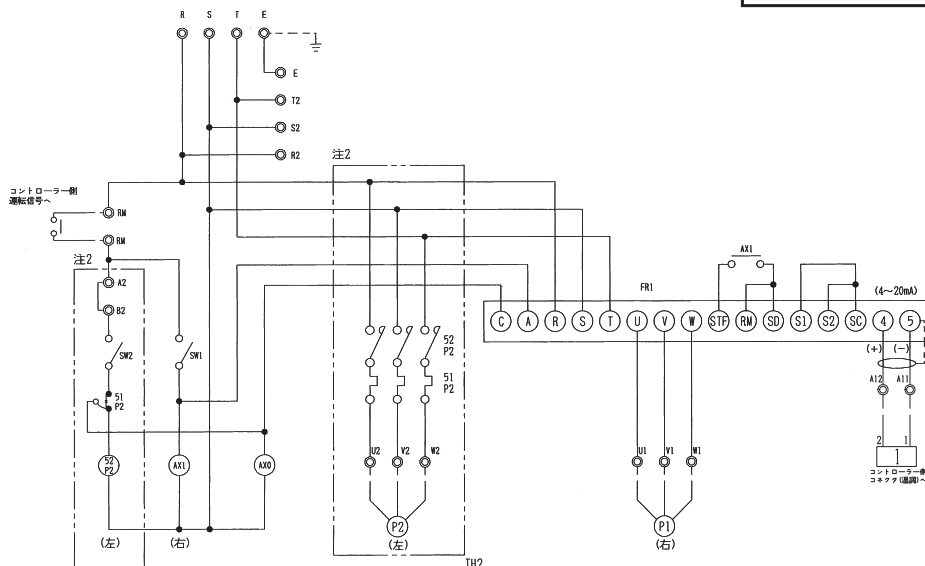 R S T E
E
T2
S2
R2
注2
コントローラー側
運転信号へ
RM
RM
注2
A2
B2
SW2
SW1
51
P2
52
P2
AX1
AX0
(左)
(右)
52
P2
51
P2
U2 V2 W2
P2
(左)
TH2
FR1
AX1
(4～20mA)
C A R S T U V W STF RM SD S1 S2 SC 4 5
(+) (-)
A12 A11
2 1
1
コントローラー側
コネクタ(温調)へ
U1 V1 W1
P1
(右)